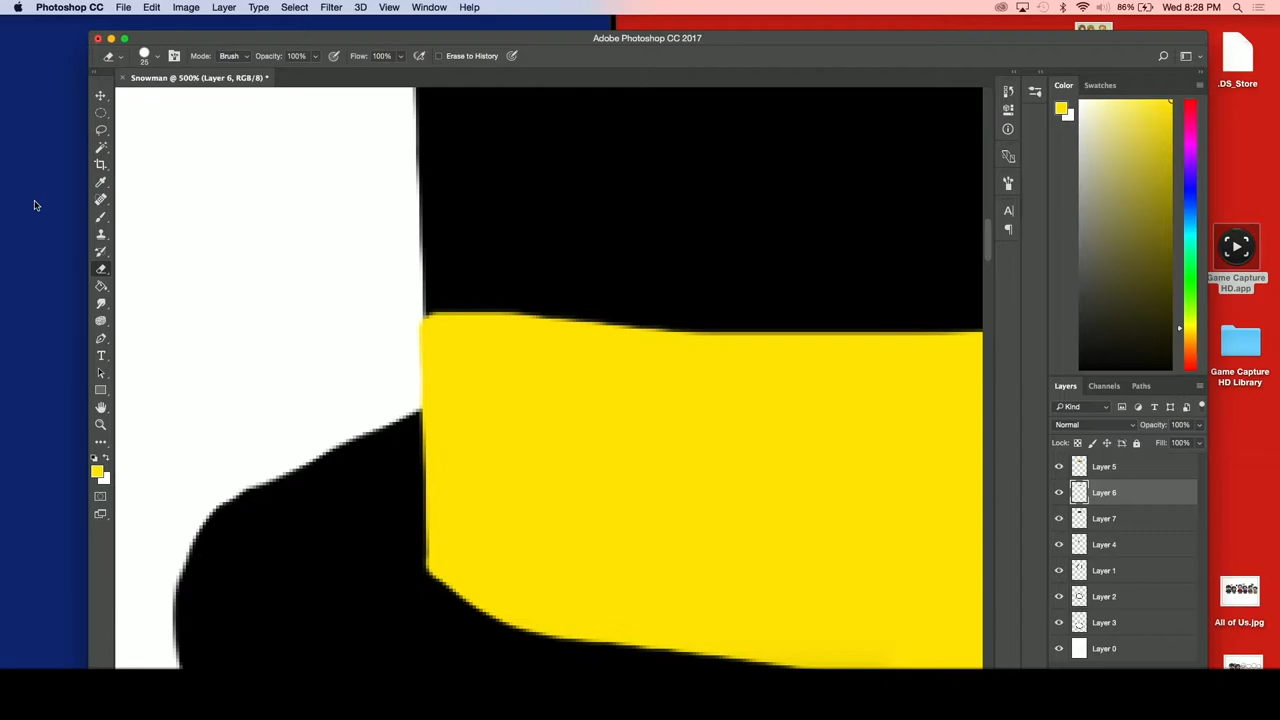 Photoshop CC File Edit Image Layer Type Select Filter 3D View Window Help 86% Wed 8:28 PM
Adobe Photoshop CC 2017
25 Mode: Brush Opacity: 100% Flow: 100% Erase to History
Snowman @ 500% (Layer 6, RGB/8) *
Color Swatches
.DS_Store
Game Capture
HD.app
Game Capture
HD Library
Layers Channels Paths
Kind
Normal Opacity: 100%
Lock: Fill: 100%
Layer 5
Layer 6
Layer 7
Layer 4
Layer 1
Layer 2
Layer 3
Layer 0
All of Us.jpg